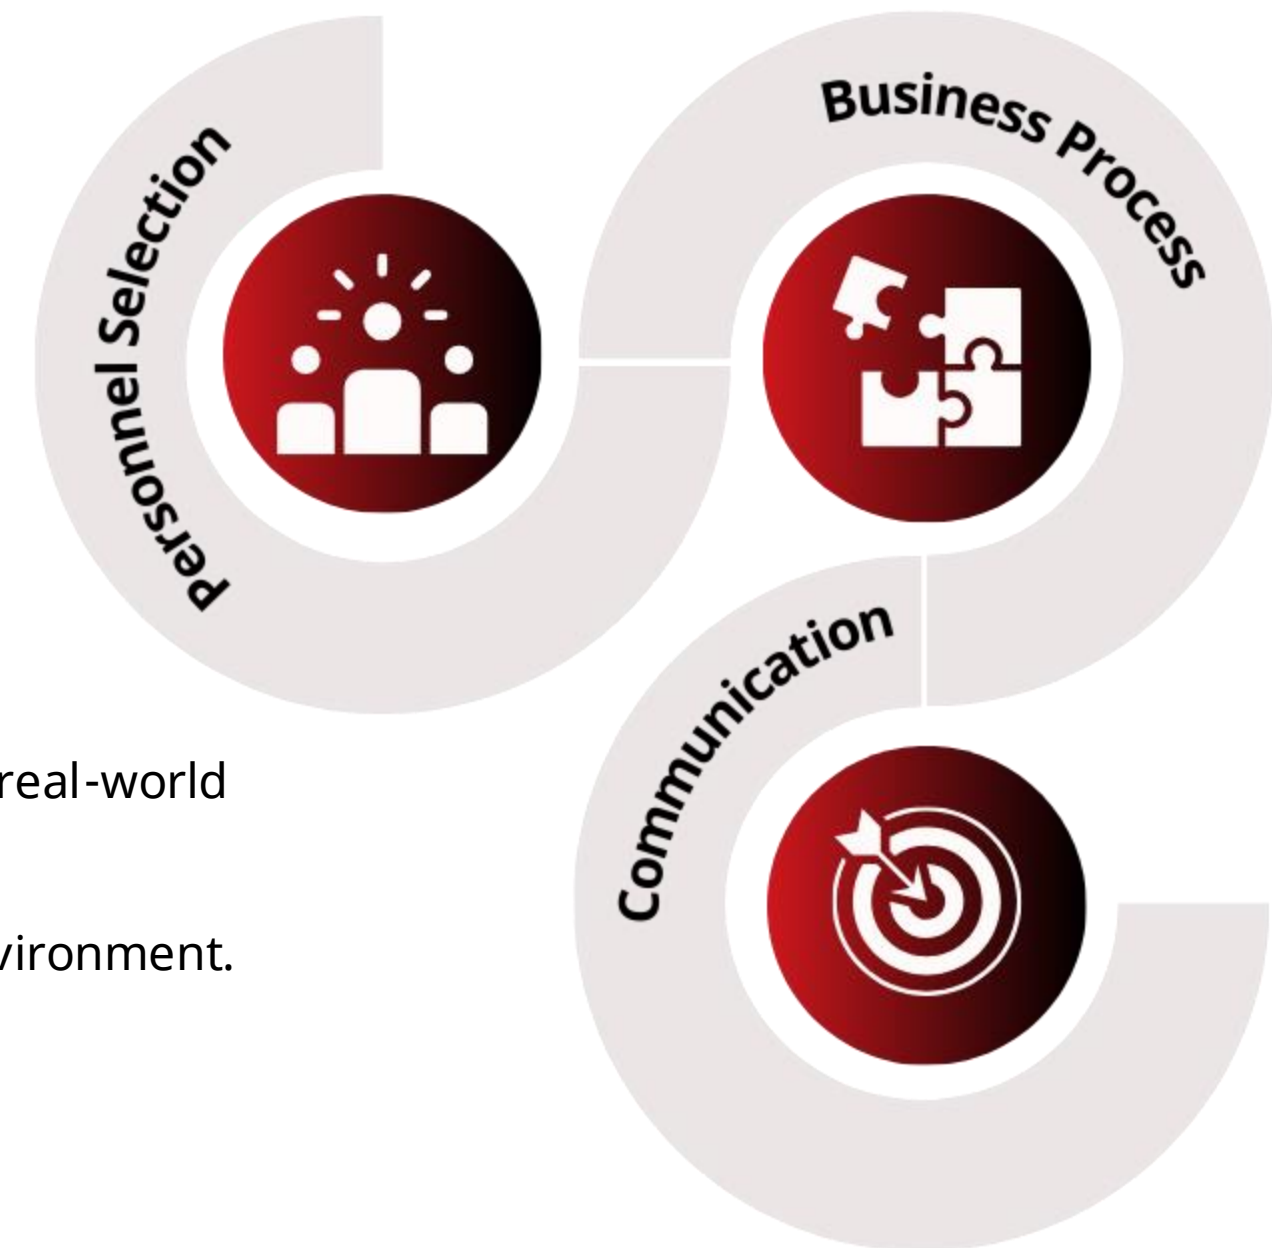 Personnel Selection
Business Process
Communication
real-world
vironment.